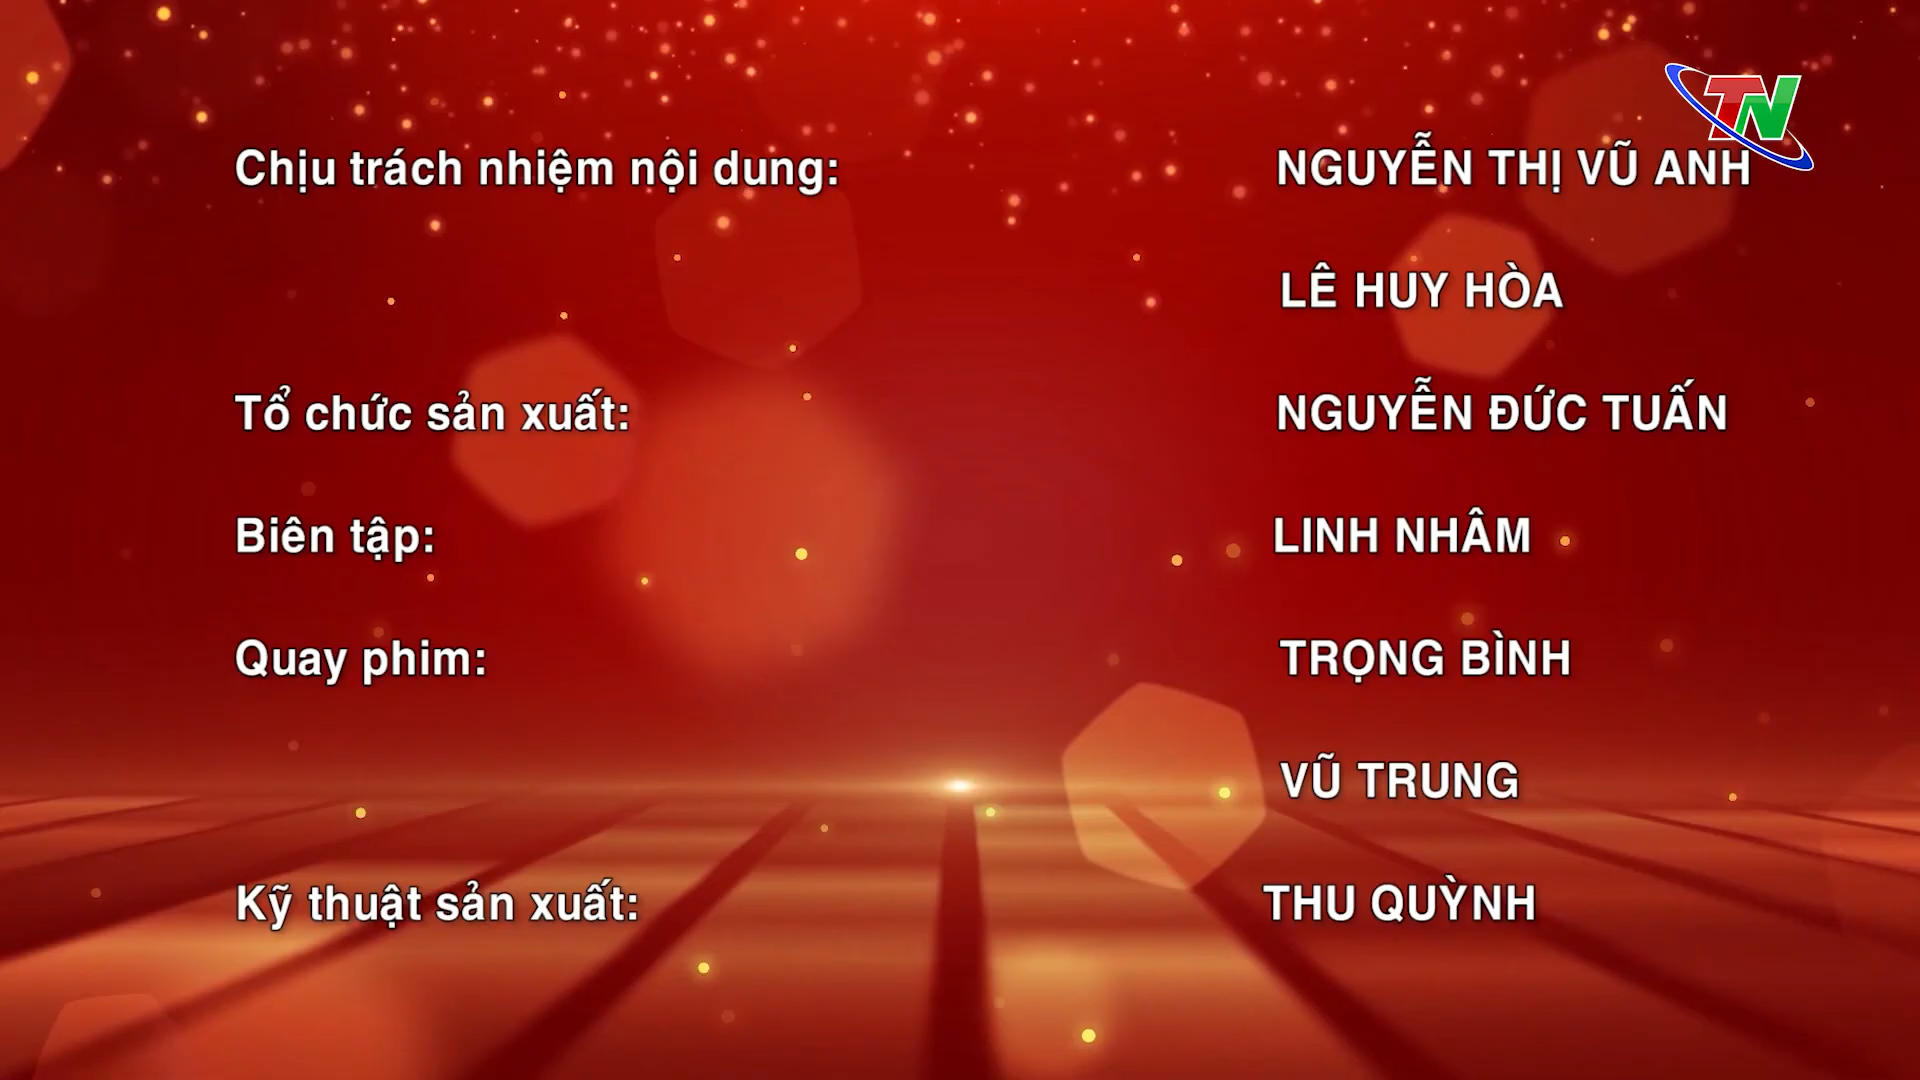 TN
Chịu trách nhiệm nội dung: NGUYỄN THỊ VŨ ANH
LÊ HUY HÒA
Tổ chức sản xuất: NGUYỄN ĐỨC TUẤN
Biên tập: LINH NHÂM
Quay phim: TRỌNG BÌNH
VŨ TRUNG
Kỹ thuật sản xuất: THU QUỲNH